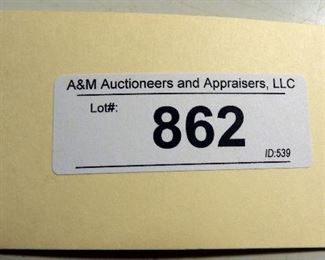 A&M Auctioneers and Appraisers, LLC
Lot#:
862
ID:539